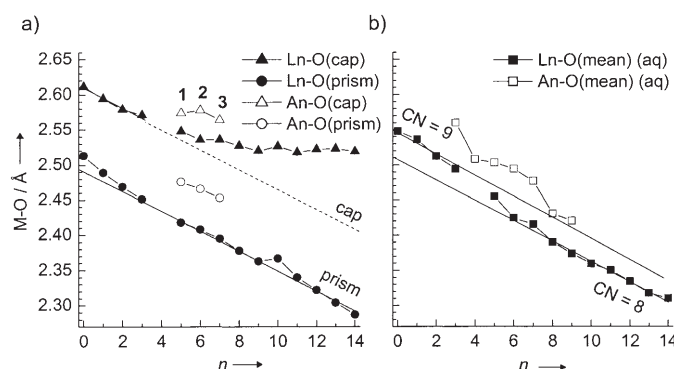 a)
2.65
2.60
2.55
2.50
2.45
2.40
2.35
2.30
M-O / Å
Ln-O(cap)
Ln-O(prism)
An-O(cap)
An-O(prism)
1 2 3
cap
prism
0 2 4 6 8 10 12 14
n
b)
Ln-O(mean) (aq)
An-O(mean) (aq)
CN = 9
CN = 8
0 2 4 6 8 10 12 14
n